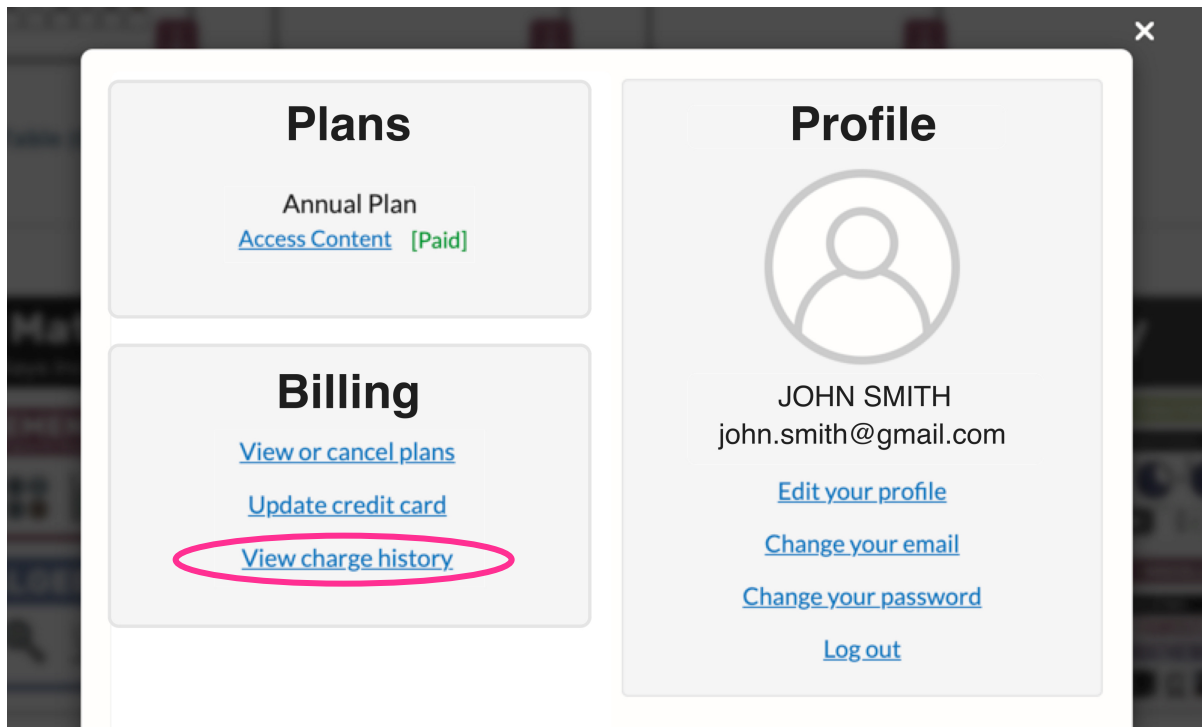 Plans
Annual Plan
Access Content [Paid]
Billing
View or cancel plans
Update credit card
View charge history
Profile
JOHN SMITH
john.smith@gmail.com
Edit your profile
Change your email
Change your password
Log out